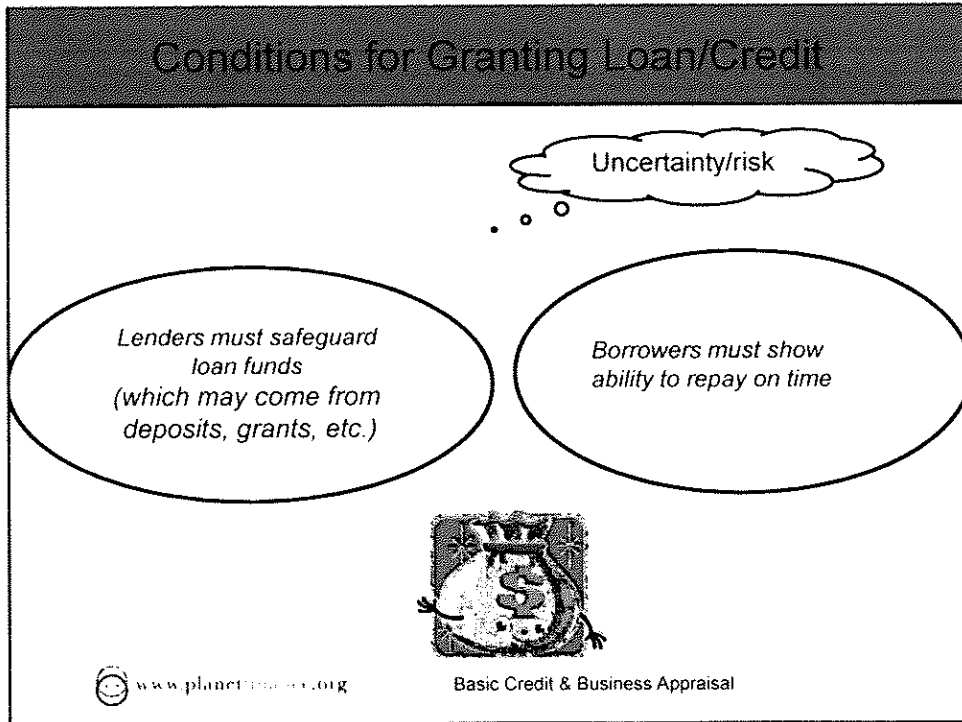 Conditions for Granting Loan/Credit
Uncertainty/risk
Lenders must safeguard
loan funds
(which may come from
deposits, grants, etc.)
Borrowers must show
ability to repay on time
$
Basic Credit & Business Appraisal